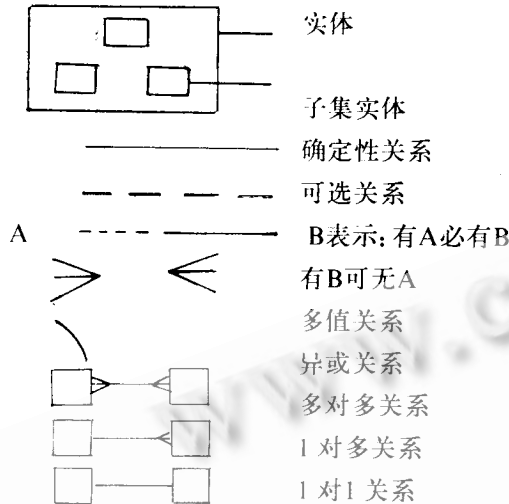 实体
子集实体
确定性关系
可选关系
A B表示:有A必有B
有B可无A
多值关系
异或关系
多对多关系
1对多关系
1对1关系
www.c